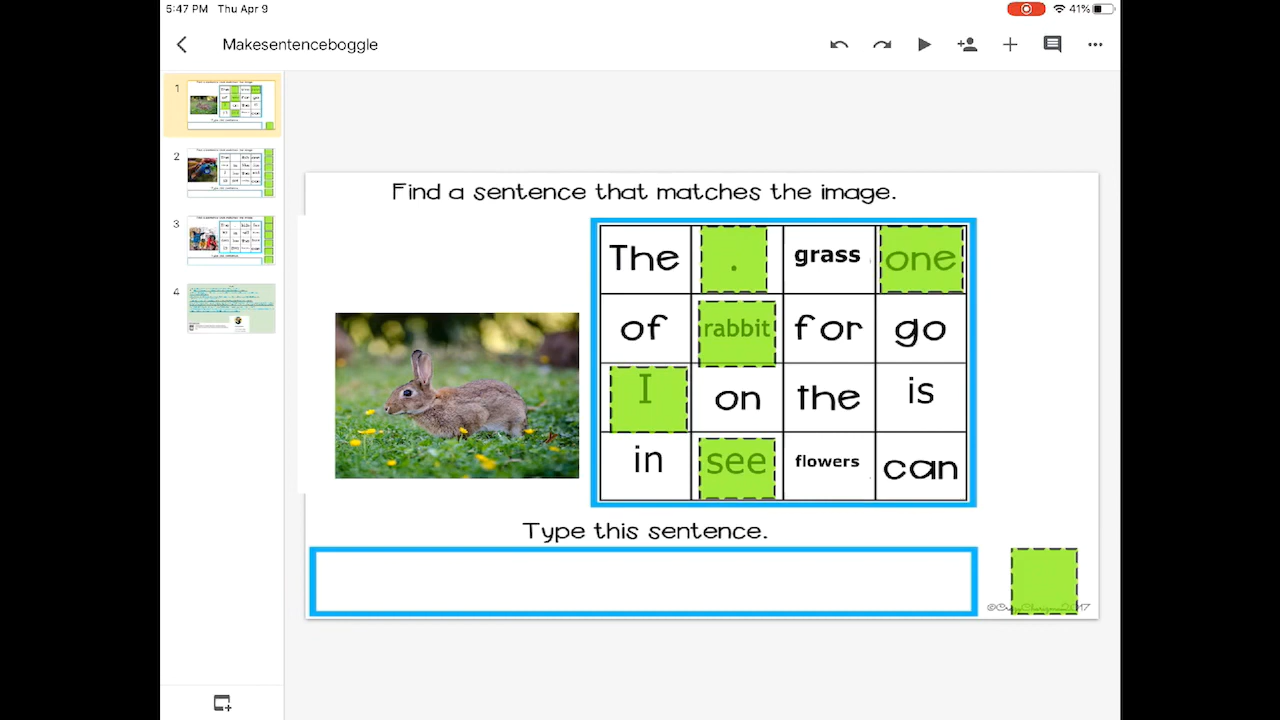 5:47 PM Thu Apr 9
41%
Makesentenceboggle
1
2
3
4
Find a sentence that matches the image.
The . grass one
of rabbit for go
I on the is
in see flowers can
Type this sentence.